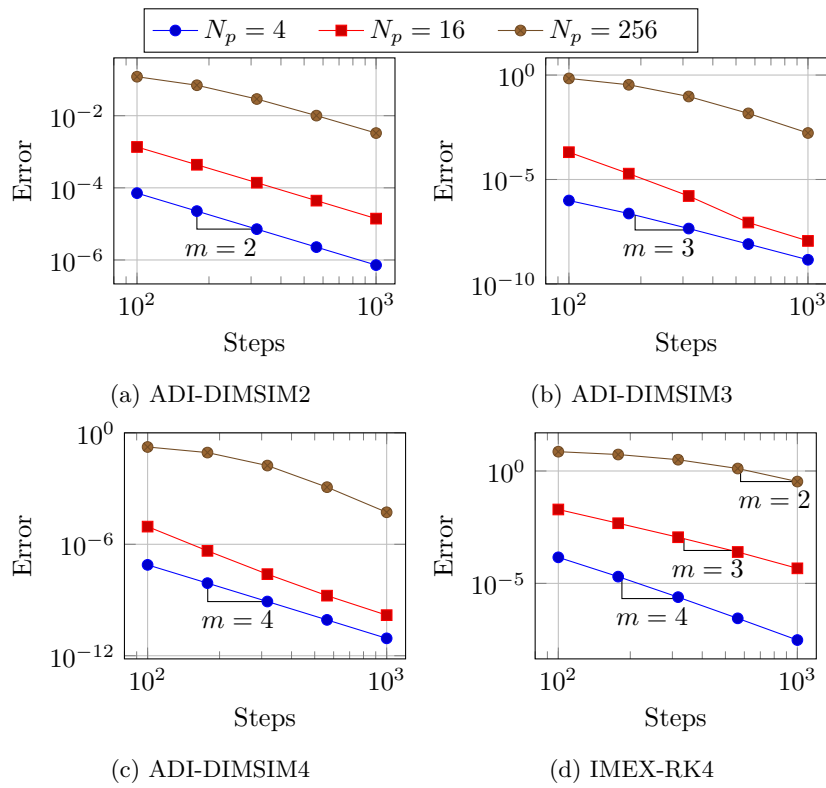 N_p = 4 N_p = 16 N_p = 256
10^{-2}
10^{-4}
10^{-6}
Error
m = 2
10^2 10^3
Steps
(a) ADI-DIMSIM2
10^0
10^{-5}
10^{-10}
Error
m = 3
10^2 10^3
Steps
(b) ADI-DIMSIM3
10^0
10^{-6}
10^{-12}
Error
m = 4
10^2 10^3
Steps
(c) ADI-DIMSIM4
10^0
10^{-5}
Error
m = 2
m = 3
m = 4
10^2 10^3
Steps
(d) IMEX-RK4